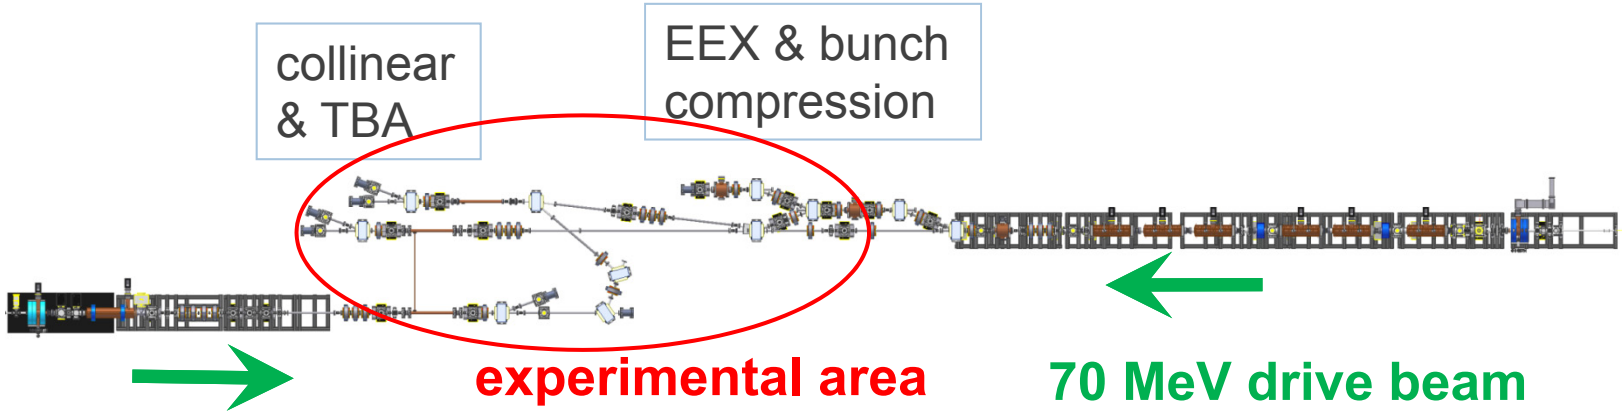 collinear
& TBA
EEX & bunch
compression
experimental area
70 MeV drive beam